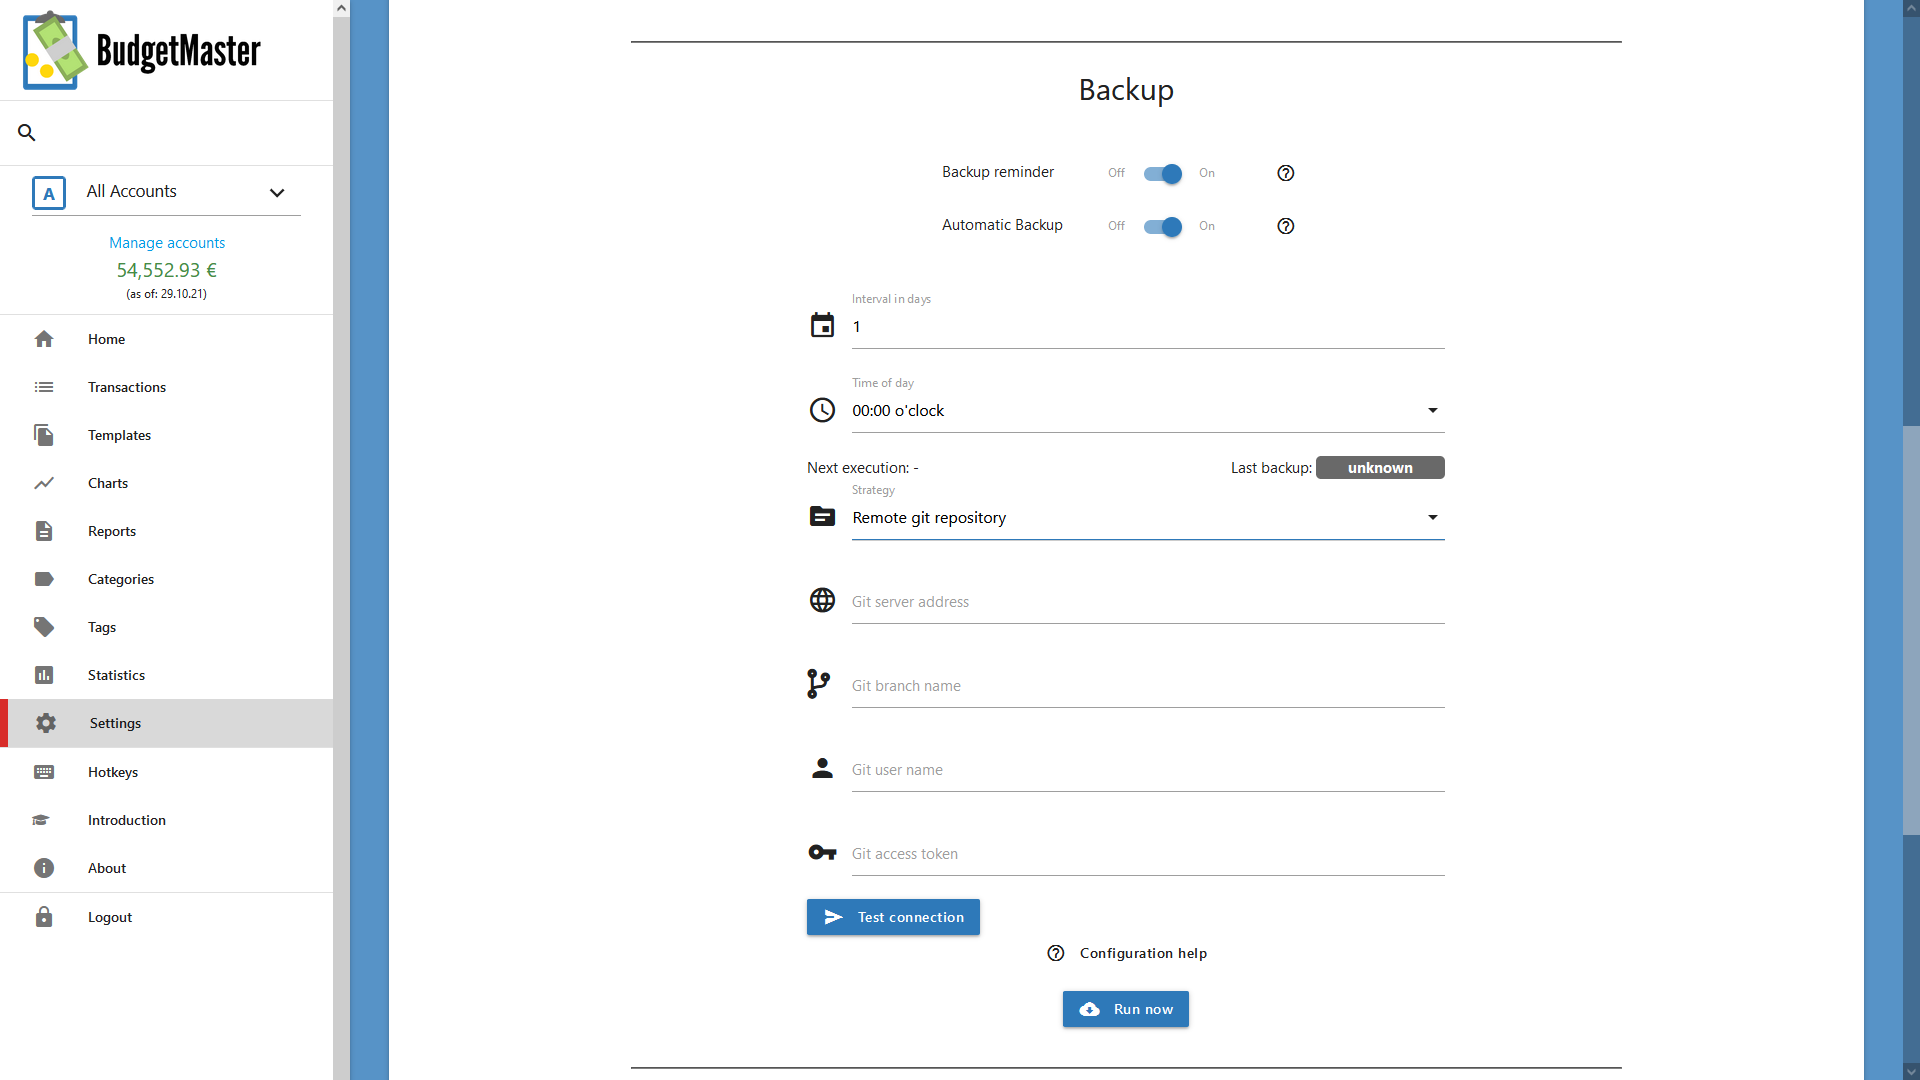 BudgetMaster
A All Accounts
Manage accounts
54,552.93 €
(as of: 29.10.21)
Home
Transactions
Templates
Charts
Reports
Categories
Tags
Statistics
Settings
Hotkeys
Introduction
About
Logout
Backup
Backup reminder Off On
Automatic Backup Off On
Interval in days
1
Time of day
00:00 o'clock
Next execution: - Last backup: unknown
Strategy
Remote git repository
Git server address
Git branch name
Git user name
Git access token
Test connection
Configuration help
Run now